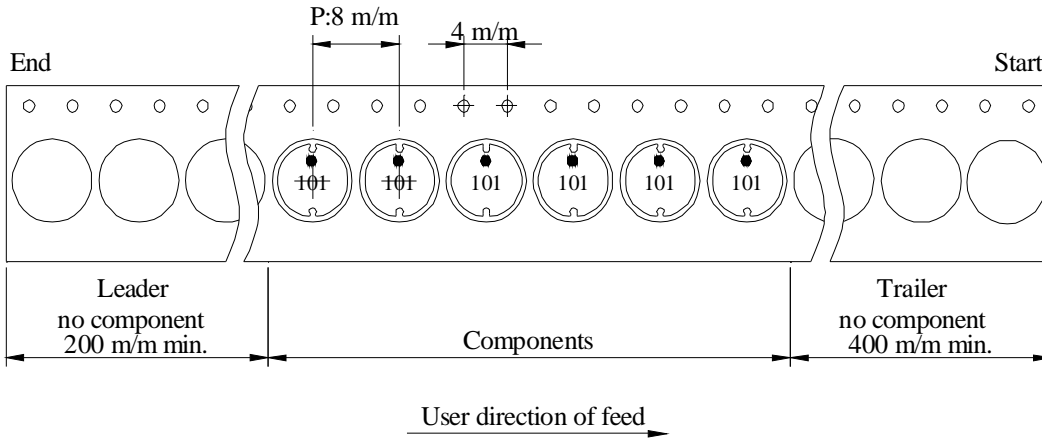 P:8 m/m
4 m/m
End
Start
101 101 101 101 101 101
Leader
no component
200 m/m min.
Components
Trailer
no component
400 m/m min.
User direction of feed